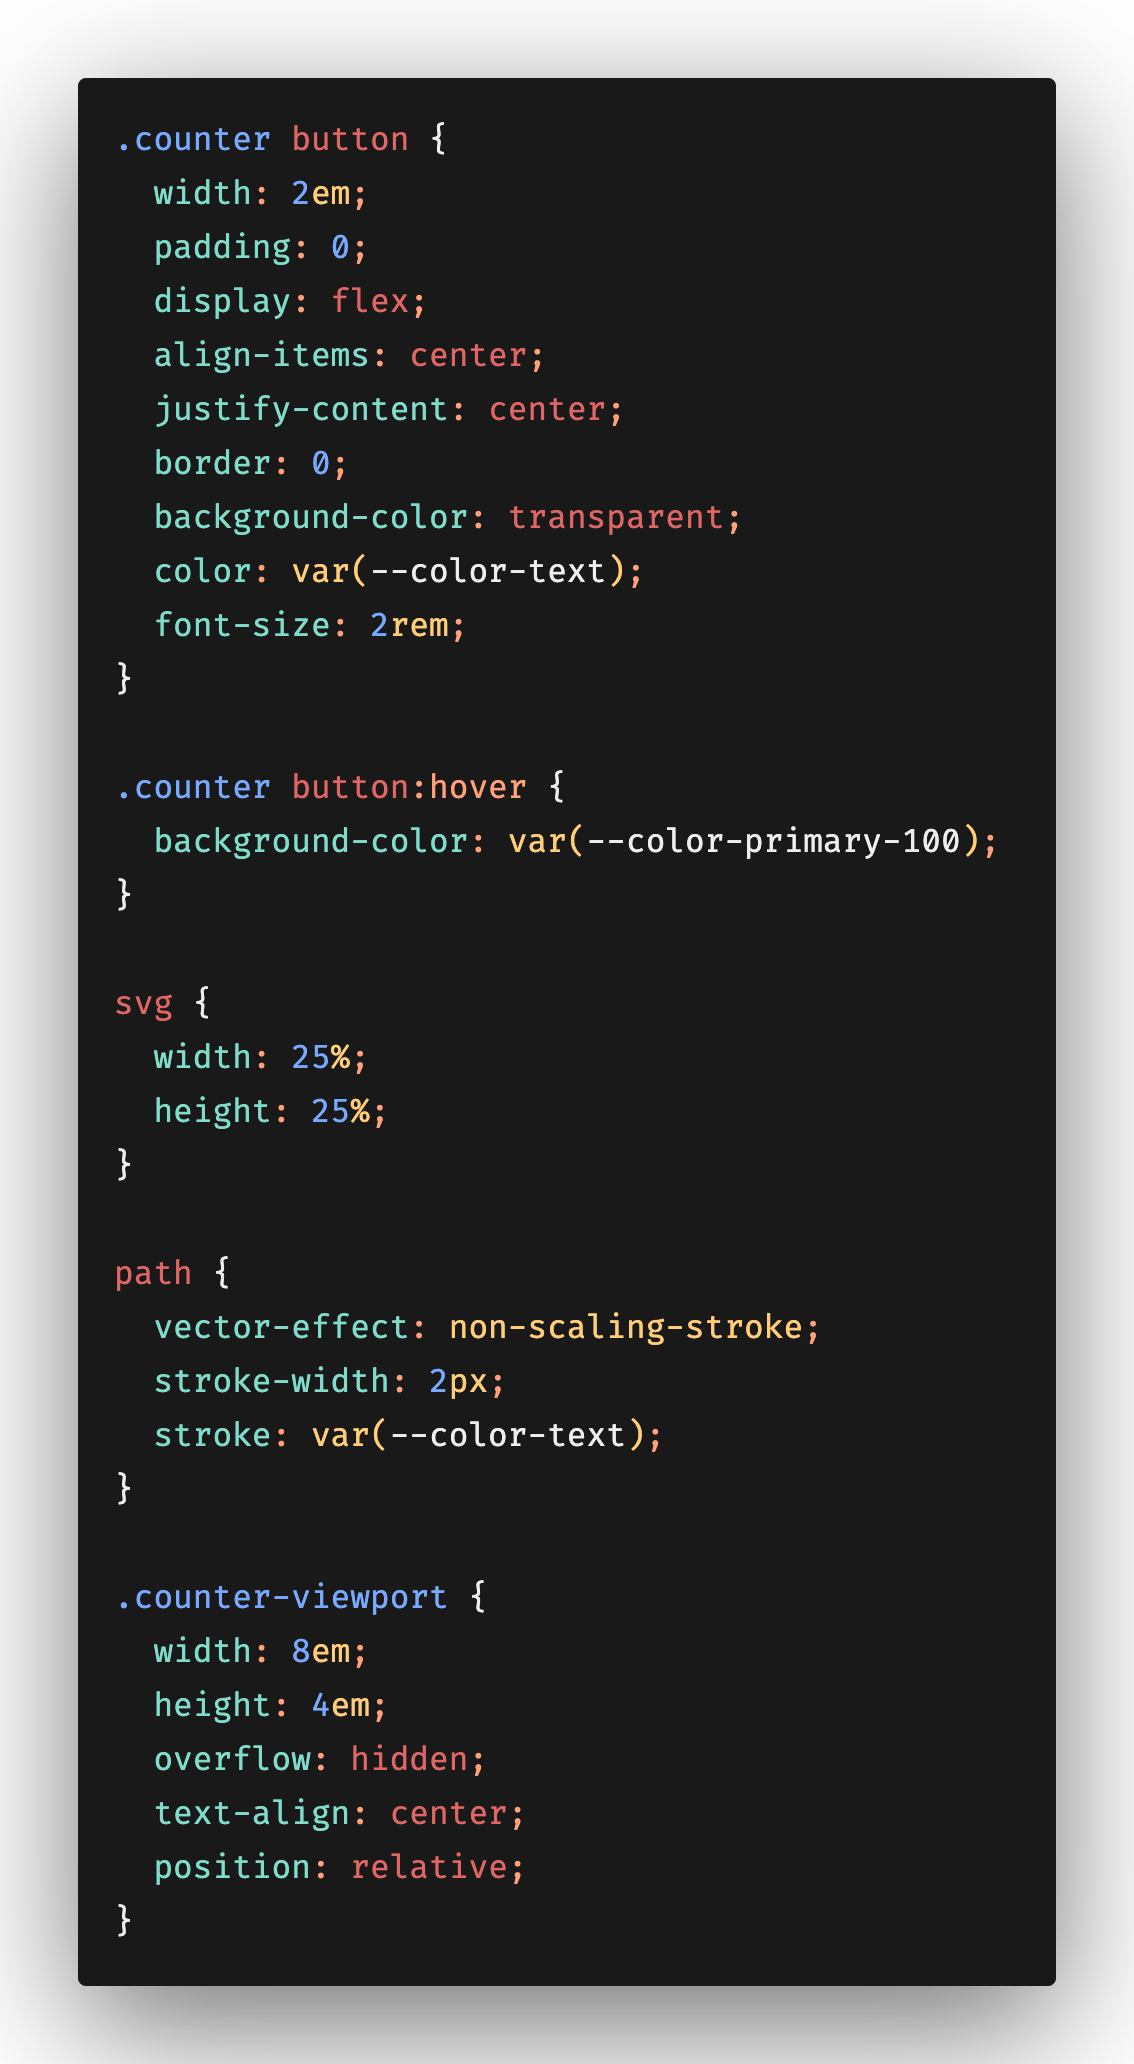 .counter button {
  width: 2em;
  padding: 0;
  display: flex;
  align-items: center;
  justify-content: center;
  border: 0;
  background-color: transparent;
  color: var(--color-text);
  font-size: 2rem;
}

.counter button:hover {
  background-color: var(--color-primary-100);
}

svg {
  width: 25%;
  height: 25%;
}

path {
  vector-effect: non-scaling-stroke;
  stroke-width: 2px;
  stroke: var(--color-text);
}

.counter-viewport {
  width: 8em;
  height: 4em;
  overflow: hidden;
  text-align: center;
  position: relative;
}